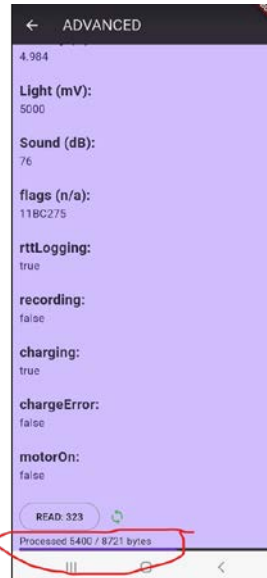 ADVANCED
4.984
Light (mV):
5000
Sound (dB):
76
flags (n/a):
11BC275
rttLogging:
true
recording:
false
charging:
true
chargeError:
false
motorOn:
false
READ: 323
Processed 5400 / 8721 bytes